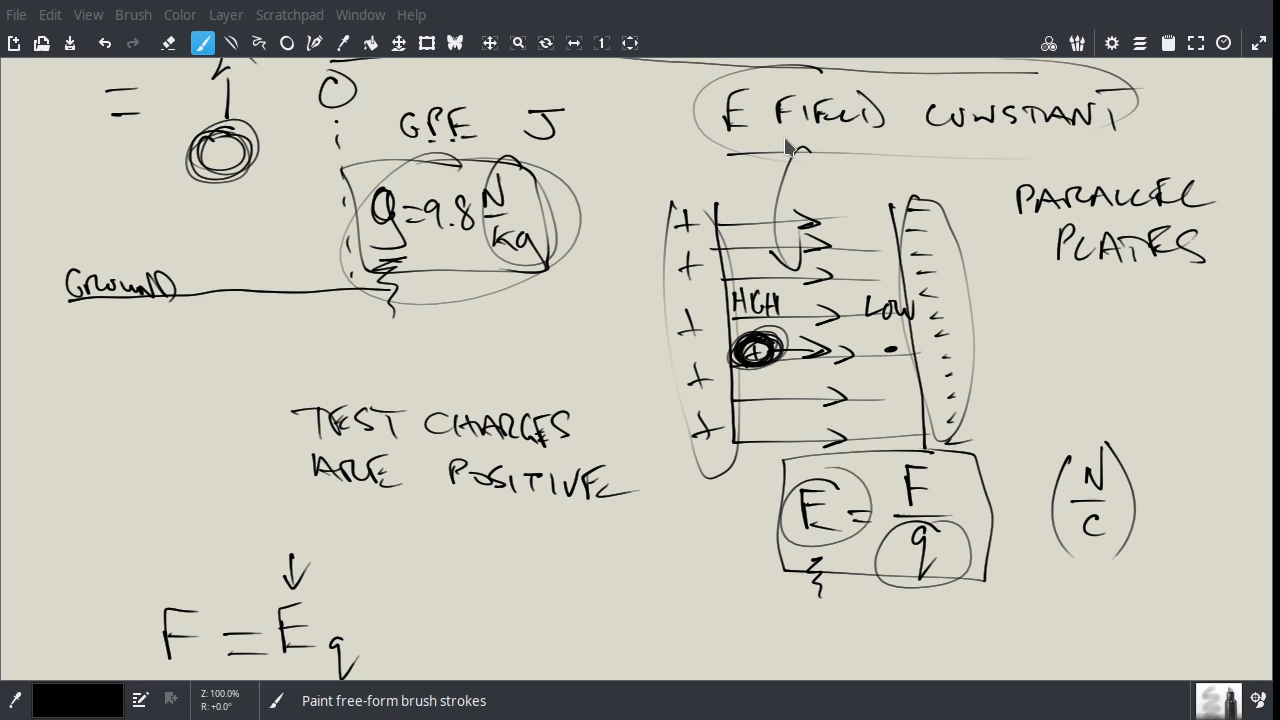 File Edit View Brush Color Layer Scratchpad Window Help
=
O
GPE J
g=9.8 N/kg
GROUND
E FIELD CONSTANT
PARALLEL
PLATES
+ + + + +
HIGH
LOW
+
TEST CHARGES
ARE POSITIVE
E = F/q
(N/C)
F = Eq
Z: 100.0%
R: +0.0°
Paint free-form brush strokes